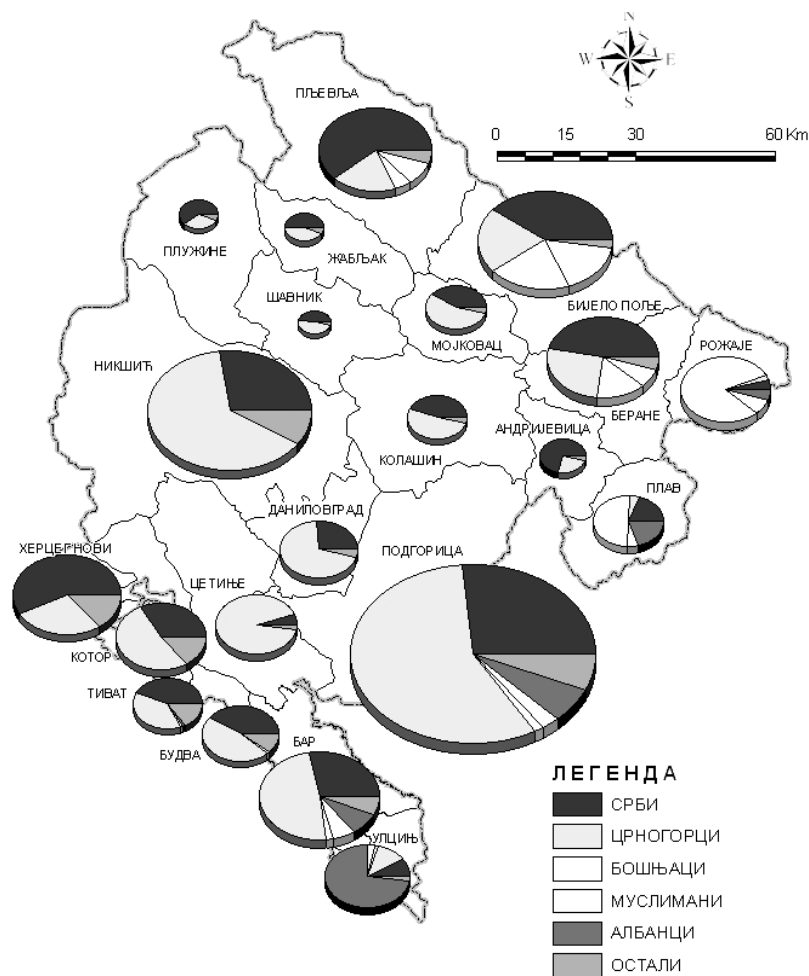 N
W E
S
ПЉЕВЉА
0 15 30 60 Km
ПЛУЖИНЕ
ЖАБЉАК
ШАВНИК
МОЈКОВАЦ
БИЈЕЛО ПОЉЕ
РОЖАЈЕ
НИКШИЋ
БЕРАНЕ
АНДРИЈЕВИЦА
КОЛАШИН
ПЛАВ
ДАНИЛОВГРАД
ПОДГОРИЦА
ХЕРЦЕГНОВИ
ЦЕТИЊЕ
КОТОР
ТИВАТ
БУДВА
БАР
УЛЦИЊ
ЛЕГЕНДА
СРБИ
ЦРНОГОРЦИ
БОШЊАЦИ
МУСЛИМАНИ
АЛБАНЦИ
ОСТАЛИ